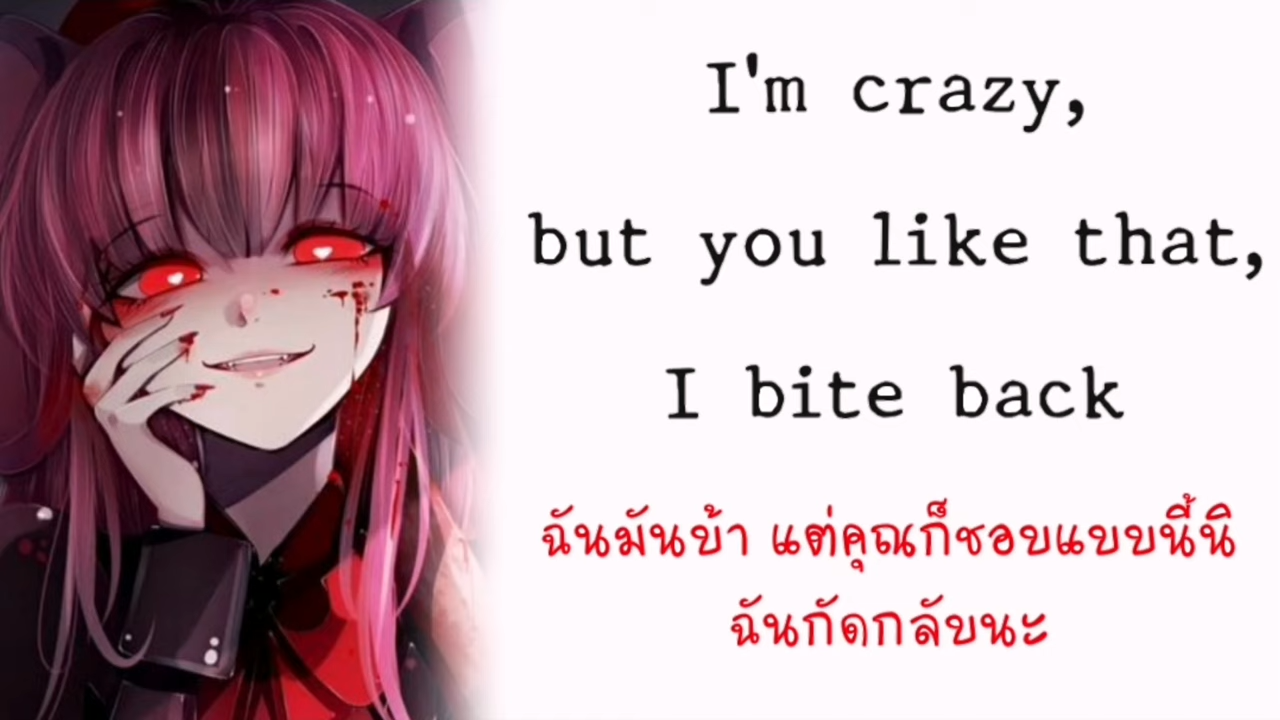 I'm crazy,
but you like that,
I bite back
ฉันมันบ้า แต่คุณก็ชอบแบบนี้นิ
ฉันกัดกลับนะ